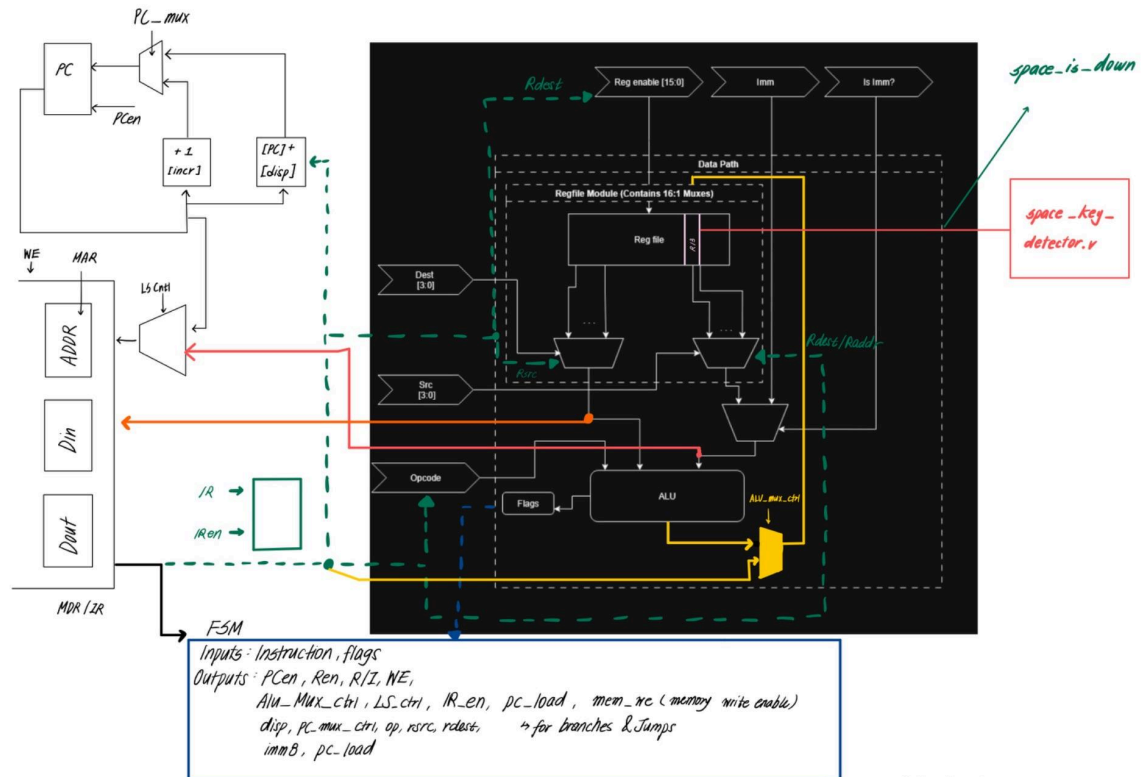 PC_mux
PC
PCen
+ 1
[incr]
[PC] +
[disp]
WE
MAR
LS Cntl
ADDR
Din
Dout
MDR / IR
IR
IRen
Rdest
Reg enable [15:0]
Imm
Is Imm?
space_is_down
Data Path
Regfile Module (Contains 16:1 Muxes)
Reg file
space_key_
detector.v
Dest
[3:0]
...
...
Rsrc
Rdest/Raddr
Src
[3:0]
Opcode
ALU
Flags
ALU_mux_ctrl
FSM
Inputs: Instruction, flags
Outputs: PCen, Ren, R/I, WE,
Alu_Mux_ctrl, LS_ctrl, IR_en, pc_load, mem_we (memory write enable)
disp, PC_mux_ctrl, op, rsrc, rdest, ↳ for branches & Jumps
imm8, pc_load